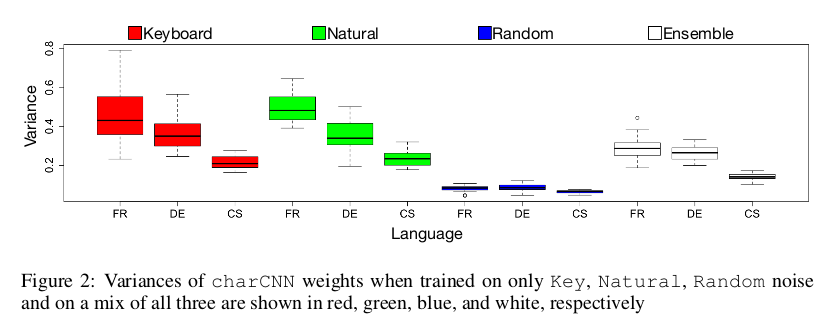 Keyboard Natural Random Ensemble
0.8
0.6
0.4
0.2
Variance
FR DE CS FR DE CS FR DE CS FR DE CS
Language
Figure 2: Variances of charCNN weights when trained on only Key, Natural, Random noise
and on a mix of all three are shown in red, green, blue, and white, respectively